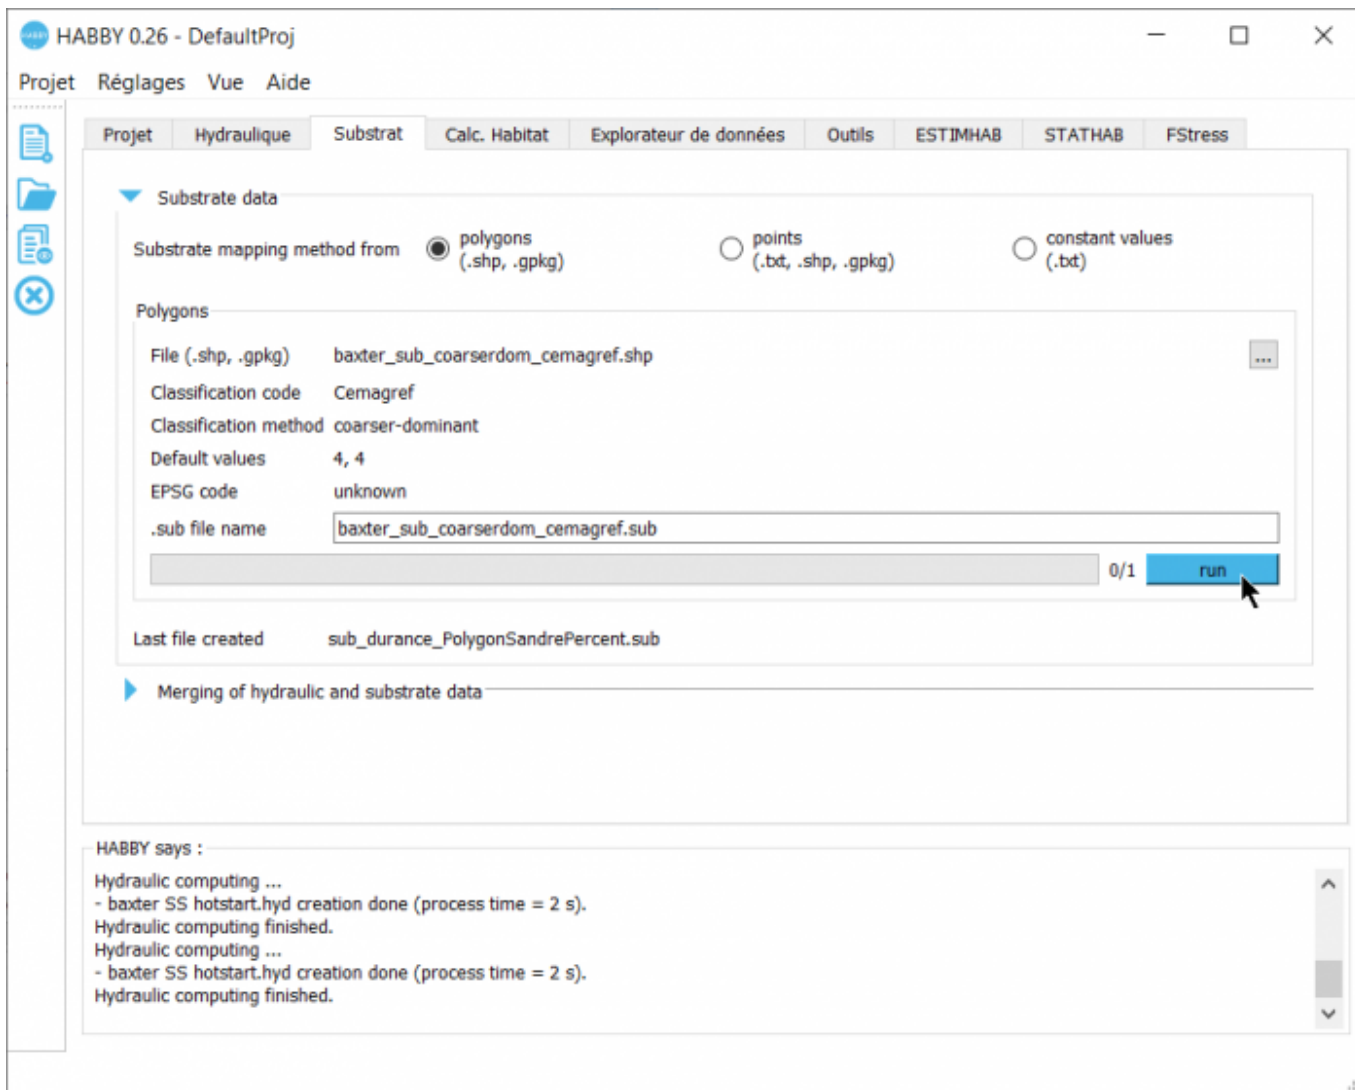 HABBY 0.26 - DefaultProj
Projet Réglages Vue Aide
Projet Hydraulique Substrat Calc. Habitat Explorateur de données Outils ESTIMHAB STATHAB FStress
Substrate data
Substrate mapping method from polygons (.shp, .gpkg) points (.txt, .shp, .gpkg) constant values (.txt)
Polygons
File (.shp, .gpkg) baxter_sub_coarserdom_cemagref.shp ...
Classification code Cemagref
Classification method coarser-dominant
Default values 4, 4
EPSG code unknown
.sub file name baxter_sub_coarserdom_cemagref.sub
0/1 run
Last file created sub_durance_PolygonSandrePercent.sub
Merging of hydraulic and substrate data
HABBY says :
Hydraulic computing ...
- baxter SS hotstart.hyd creation done (process time = 2 s).
Hydraulic computing finished.
Hydraulic computing ...
- baxter SS hotstart.hyd creation done (process time = 2 s).
Hydraulic computing finished.